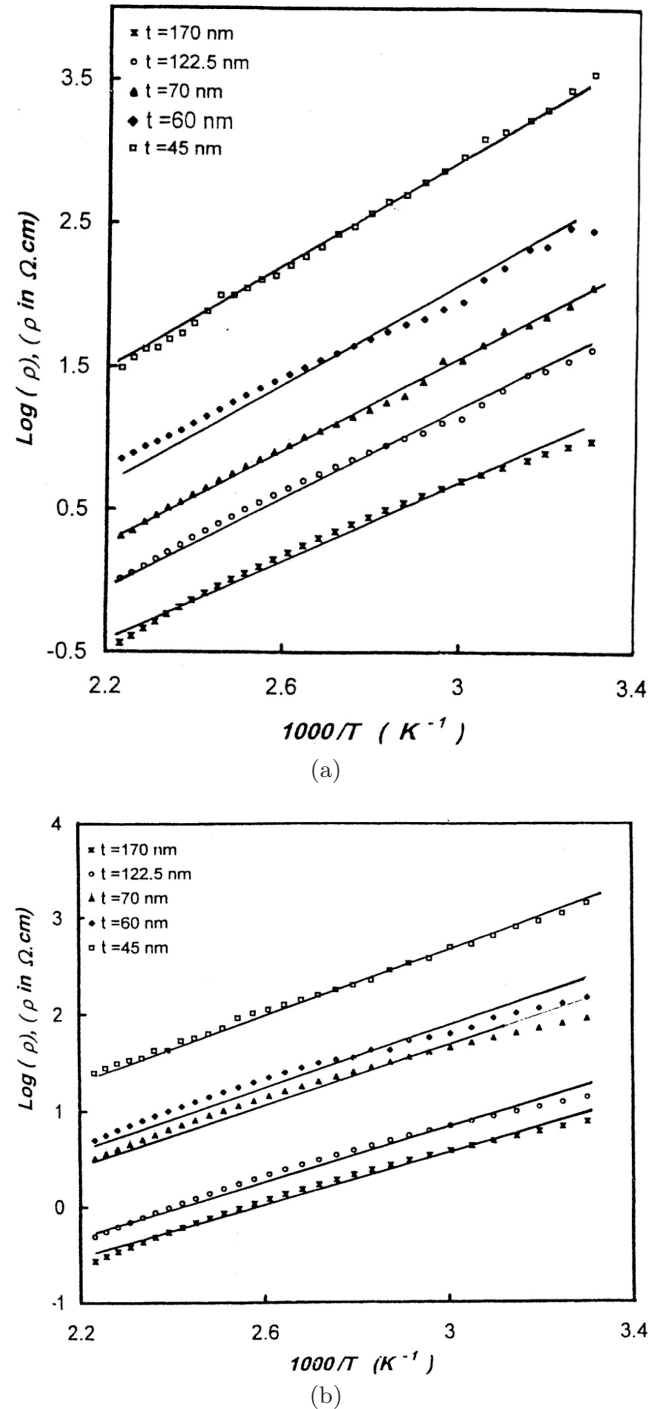 t =170 nm
t =122.5 nm
t =70 nm
t =60 nm
t =45 nm
3.5
2.5
1.5
0.5
-0.5
Log ( ρ), ( ρ in Ω.cm)
2.2 2.6 3 3.4
1000/T ( K⁻¹ )
(a)
t =170 nm
t =122.5 nm
t =70 nm
t =60 nm
t =45 nm
4
3
2
1
0
-1
Log ( ρ), ( ρ in Ω.cm)
2.2 2.6 3 3.4
1000/T (K⁻¹ )
(b)